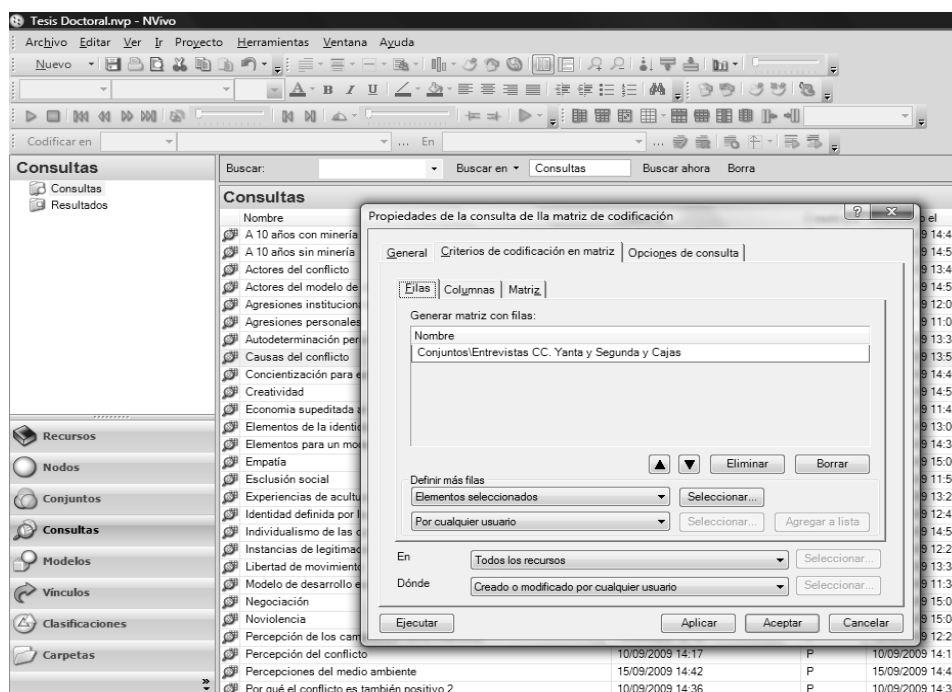 Tesis Doctoral.nvp - NVivo
Archivo Editar Ver Ir Proyecto Herramientas Ventana Ayuda
Nuevo
A B I U
Codificar en ... En ...
Consultas
Consultas
Resultados
Recursos
Nodos
Conjuntos
Consultas
Modelos
Vínculos
Clasificaciones
Carpetas
Buscar: Buscar en Consultas Buscar ahora Borra
Consultas
Nombre
A 10 años con minería
A 10 años sin minería
Actores del conflicto
Actores del modelo de
Agresiones institucion
Agresiones personales
Autodeterminación per
Causas del conflicto
Concientización para e
Creatividad
Economia supeditada a
Elementos de la identid
Elementos para un mo
Empatía
Esclusión social
Experiencias de acultu
Identidad definida por l
Individualismo de las c
Instancias de legitimac
Libertad de movimiento
Modelo de desarrollo e
Negociación
Noviolencia
Percepción de los cam
Percepción del conflicto 10/09/2009 14:17 P 10/09/2009 14:1
Percepciones del medio ambiente 15/09/2009 14:42 P 15/09/2009 14:4
Por qué el conflicto es también positivo 2 10/09/2009 14:36 P 10/09/2009 14:3
Propiedades de la consulta de lla matriz de codificación
General Criterios de codificación en matriz Opciones de consulta
Filas Columnas Matriz
Generar matriz con filas:
Nombre
Conjuntos\Entrevistas CC. Yanta y Segunda y Cajas
Eliminar Borrar
Definir más filas
Elementos seleccionados Seleccionar...
Por cualquier usuario Seleccionar... Agregar a lista
En Todos los recursos Seleccionar...
Dónde Creado o modificado por cualquier usuario Seleccionar...
Ejecutar Aplicar Aceptar Cancelar